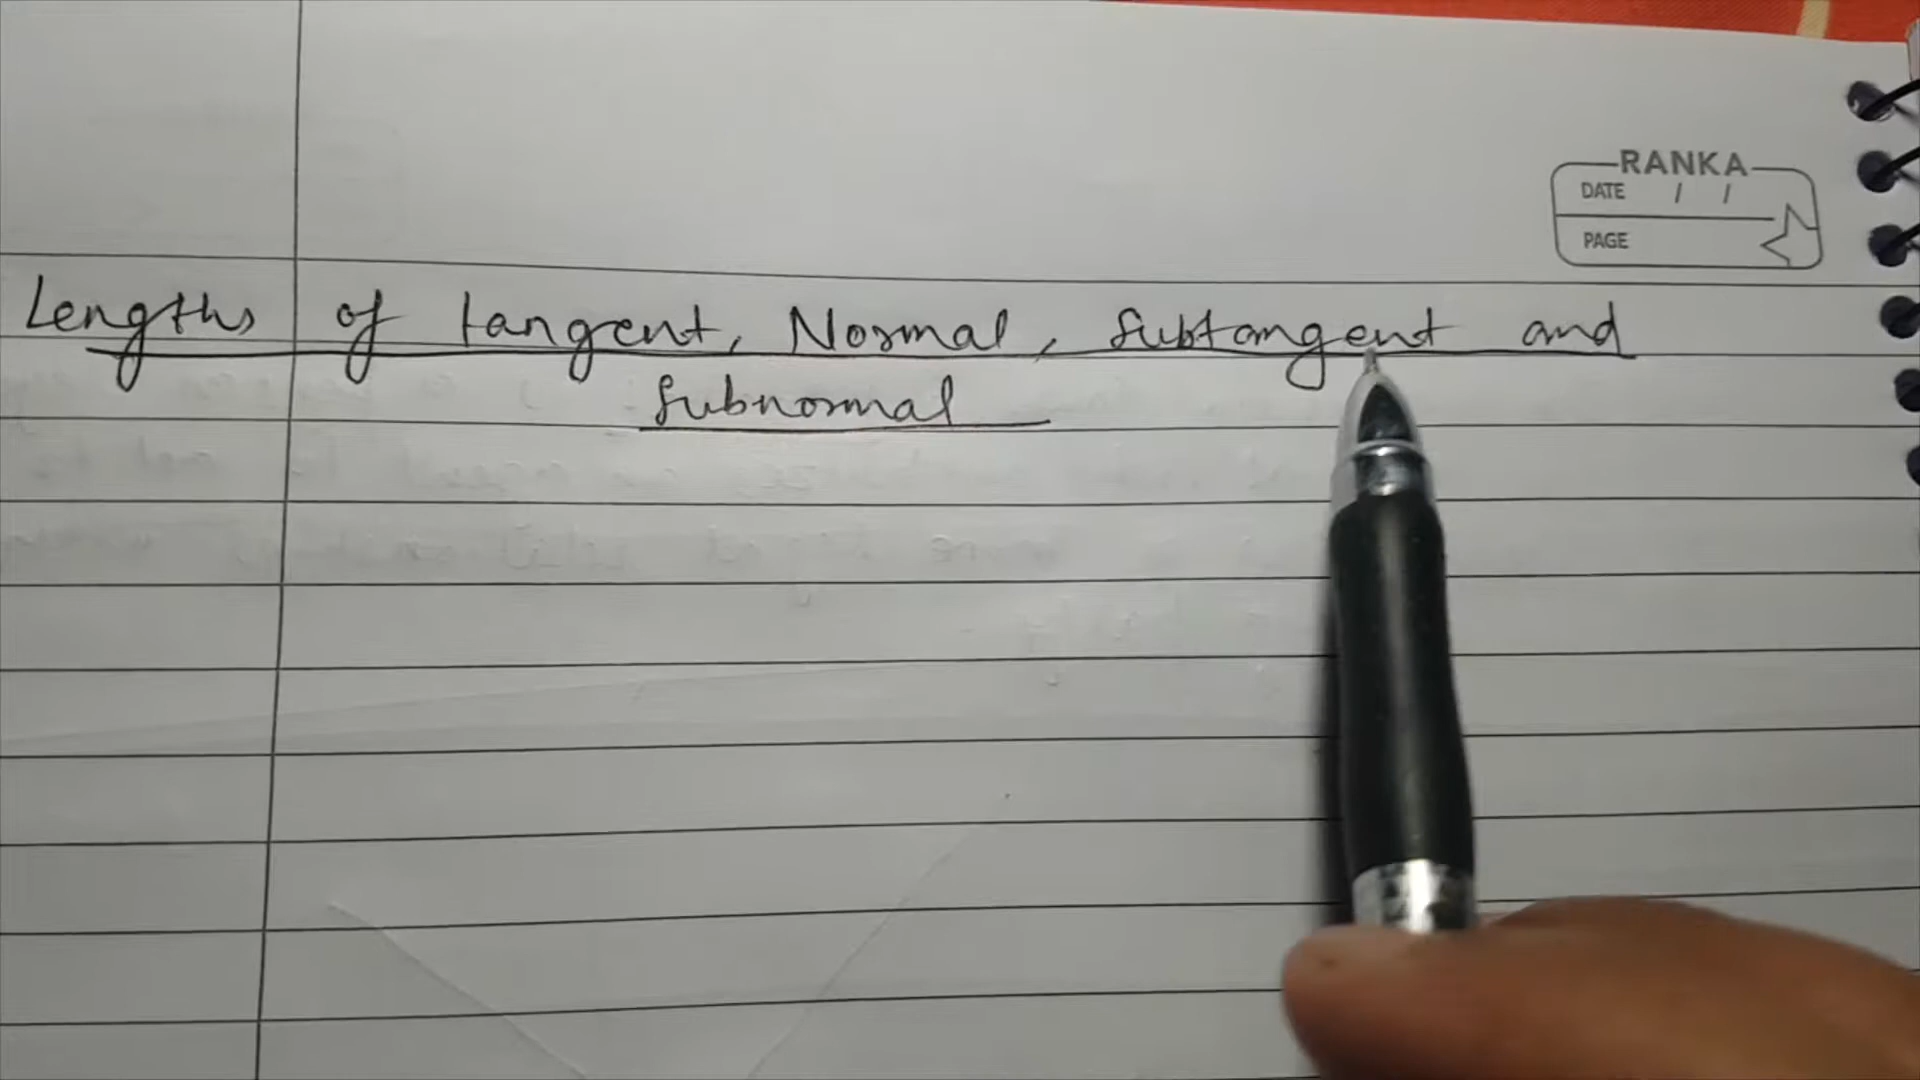 RANKA
DATE / /
PAGE
Lengths of tangent, Normal, Subtangent and
Subnormal